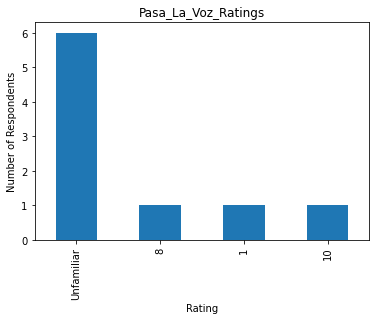 Pasa_La_Voz_Ratings
Number of Respondents
6
5
4
3
2
1
0
Unfamiliar
8
1
10
Rating